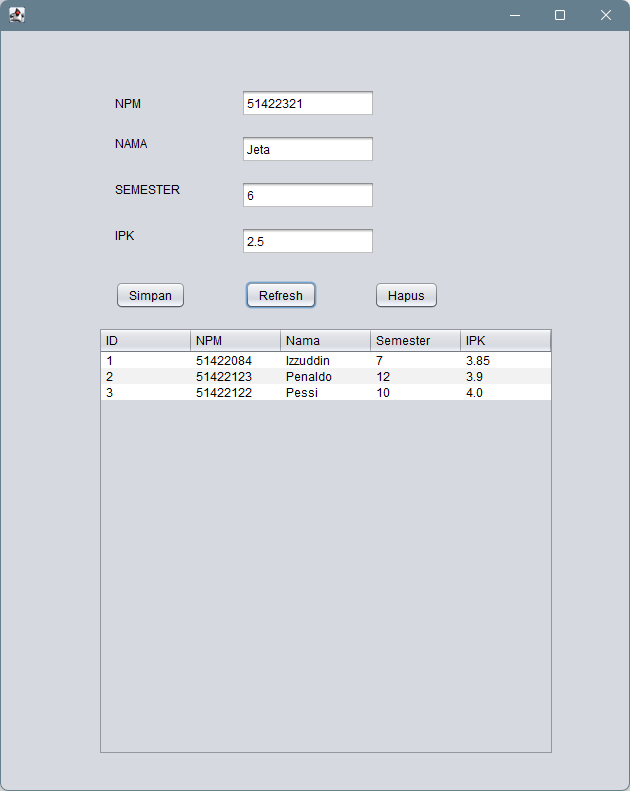 NPM 51422321
NAMA Jeta
SEMESTER 6
IPK 2.5
Simpan Refresh Hapus
ID NPM Nama Semester IPK
1 51422084 Izzuddin 7 3.85
2 51422123 Penaldo 12 3.9
3 51422122 Pessi 10 4.0